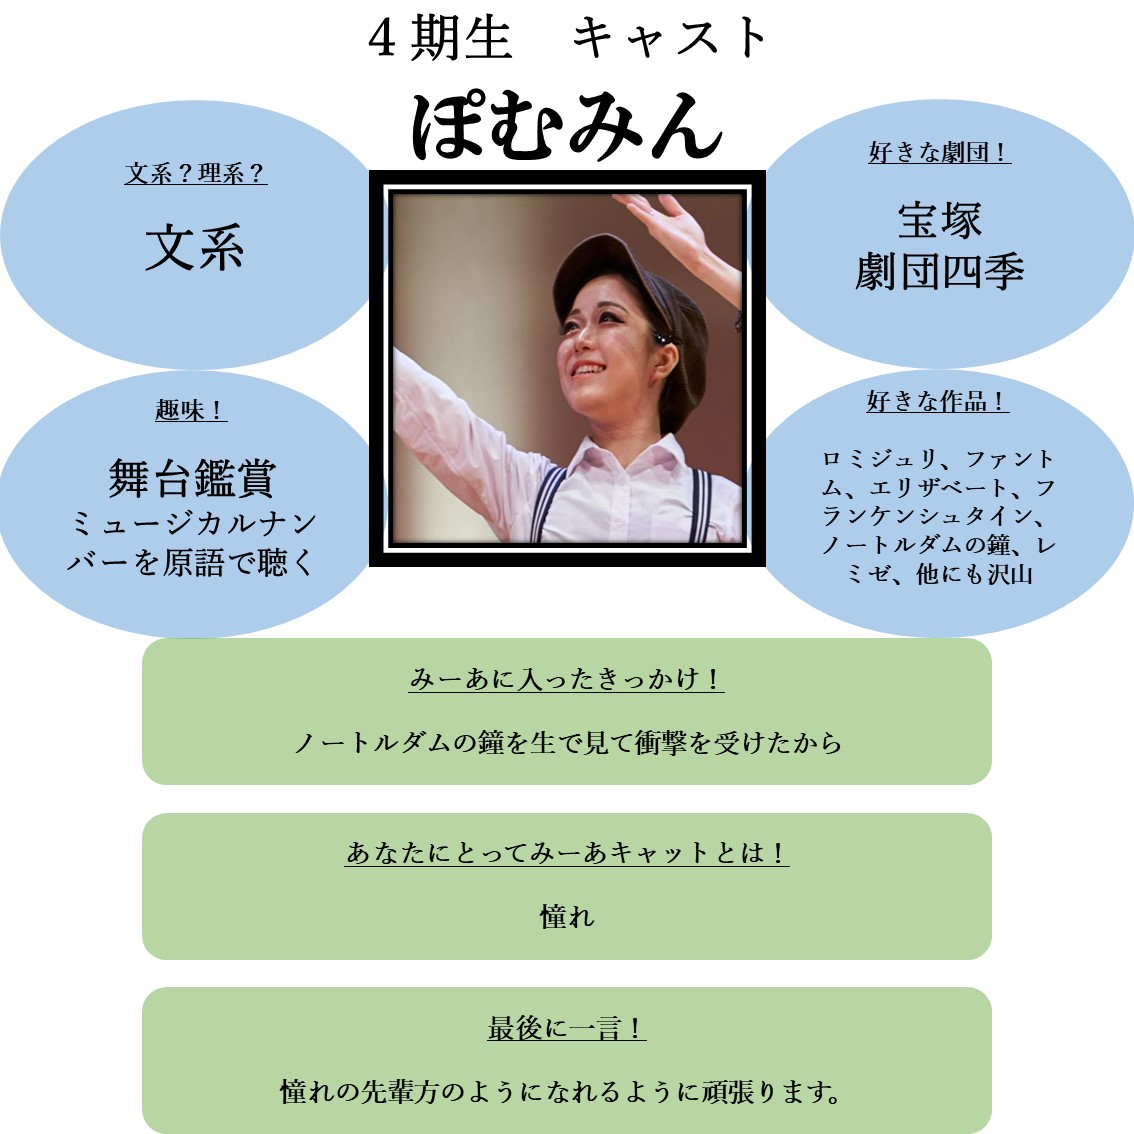 ４期生　キャスト
ぽむみん
文系？理系？
文系
好きな劇団！
宝塚
劇団四季
趣味！
舞台鑑賞
ミュージカルナン
バーを原語で聴く
好きな作品！
ロミジュリ、ファント
ム、エリザベート、フ
ランケンシュタイン、
ノートルダムの鐘、レ
ミゼ、他にも沢山
みーあに入ったきっかけ！
ノートルダムの鐘を生で見て衝撃を受けたから
あなたにとってみーあキャットとは！
憧れ
最後に一言！
憧れの先輩方のようになれるように頑張ります。